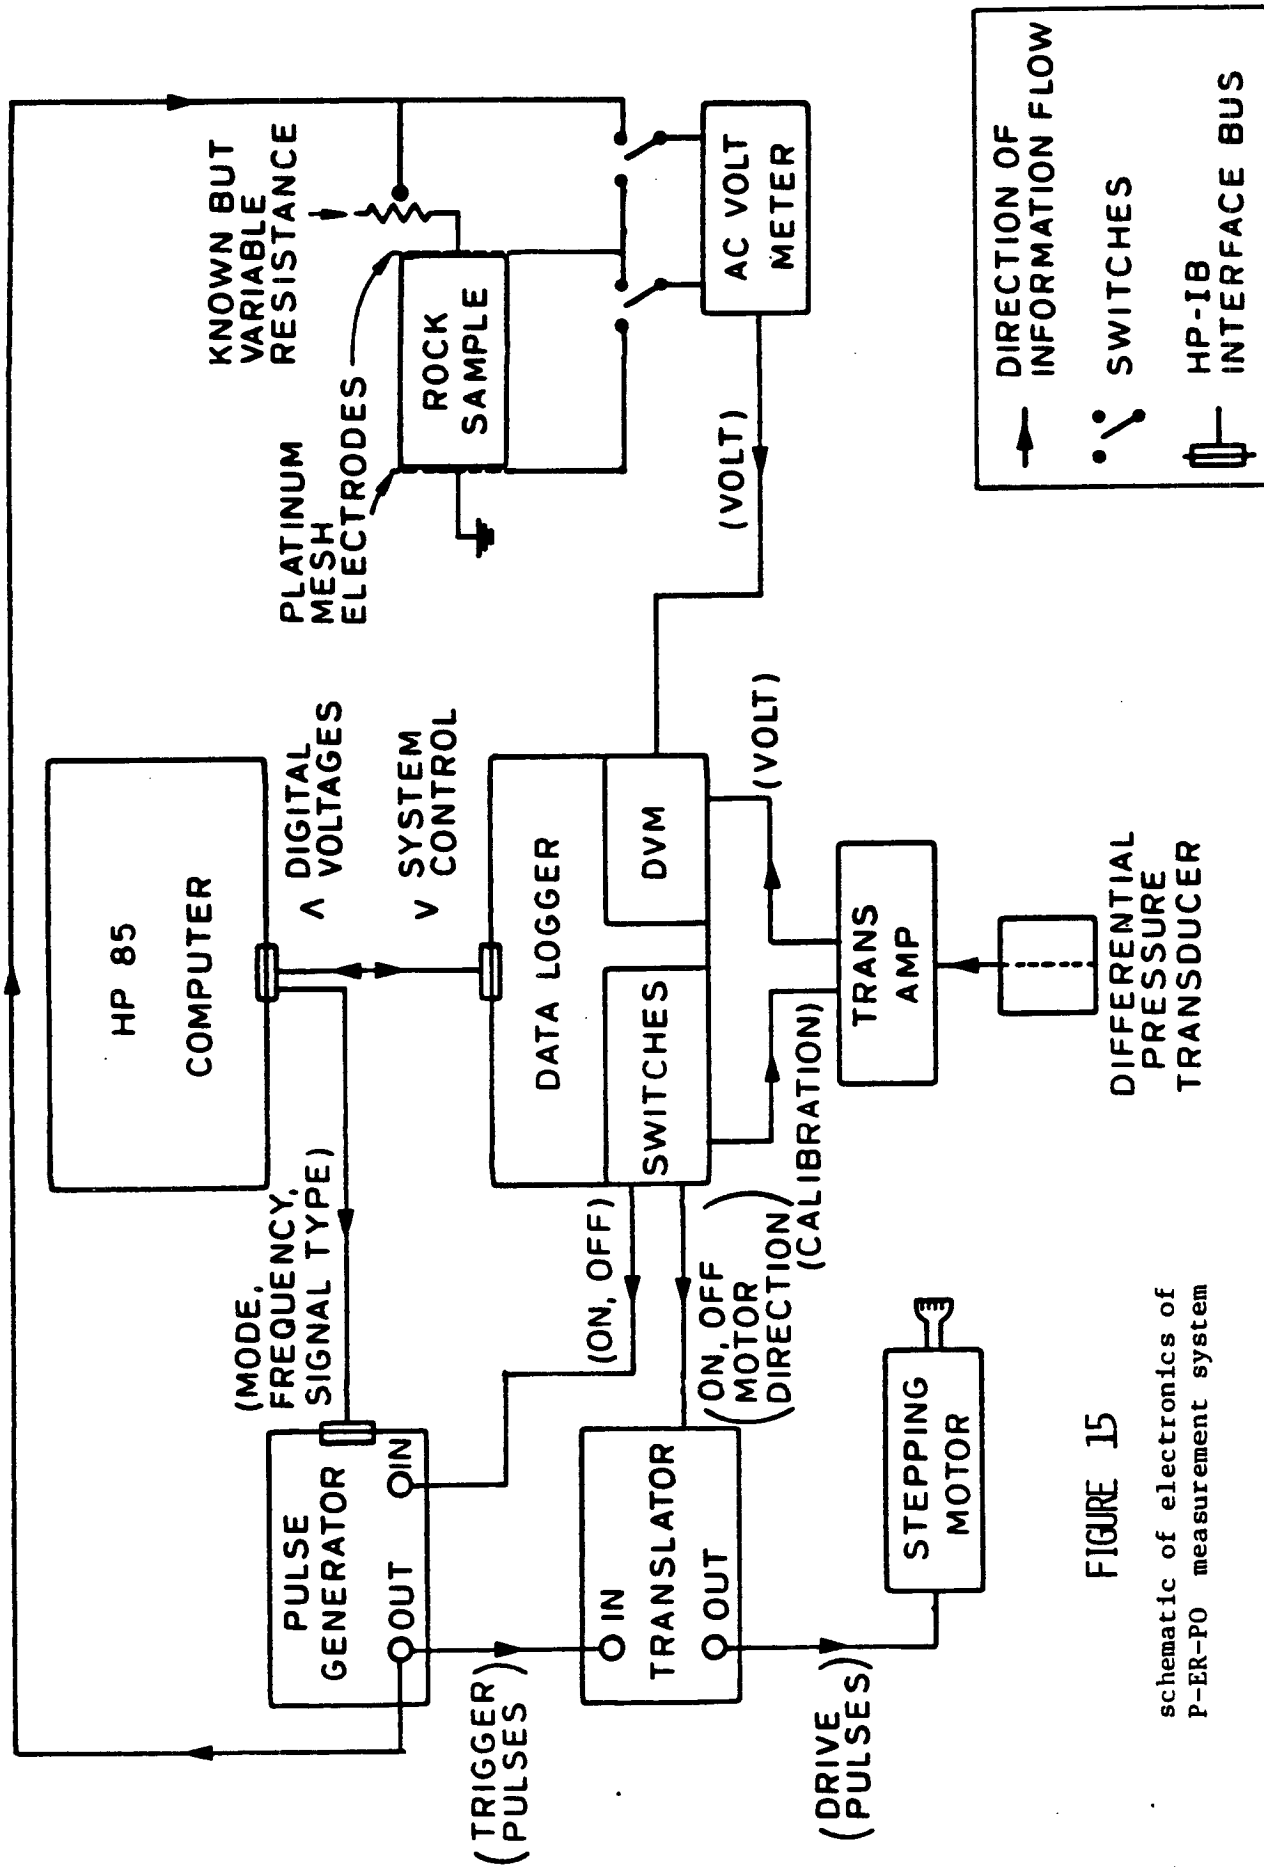 HP 85
COMPUTER
Λ DIGITAL
VOLTAGES
V SYSTEM
CONTROL
KNOWN BUT
VARIABLE
RESISTANCE
PLATINUM
MESH
ELECTRODES
ROCK
SAMPLE
AC VOLT
METER
(VOLT)
(MODE,
FREQUENCY,
SIGNAL TYPE)
PULSE
GENERATOR
OUT
IN
(TRIGGER
PULSES)
(ON, OFF)
DATA LOGGER
SWITCHES
DVM
(VOLT)
(ON, OFF
MOTOR
DIRECTION)
(CALIBRATION)
IN
TRANSLATOR
OUT
TRANS
AMP
(DRIVE
PULSES)
STEPPING
MOTOR
DIFFERENTIAL
PRESSURE
TRANSDUCER
DIRECTION OF
INFORMATION FLOW
SWITCHES
HP-IB
INTERFACE BUS
FIGURE 15
schematic of electronics of
P-ER-PO measurement system